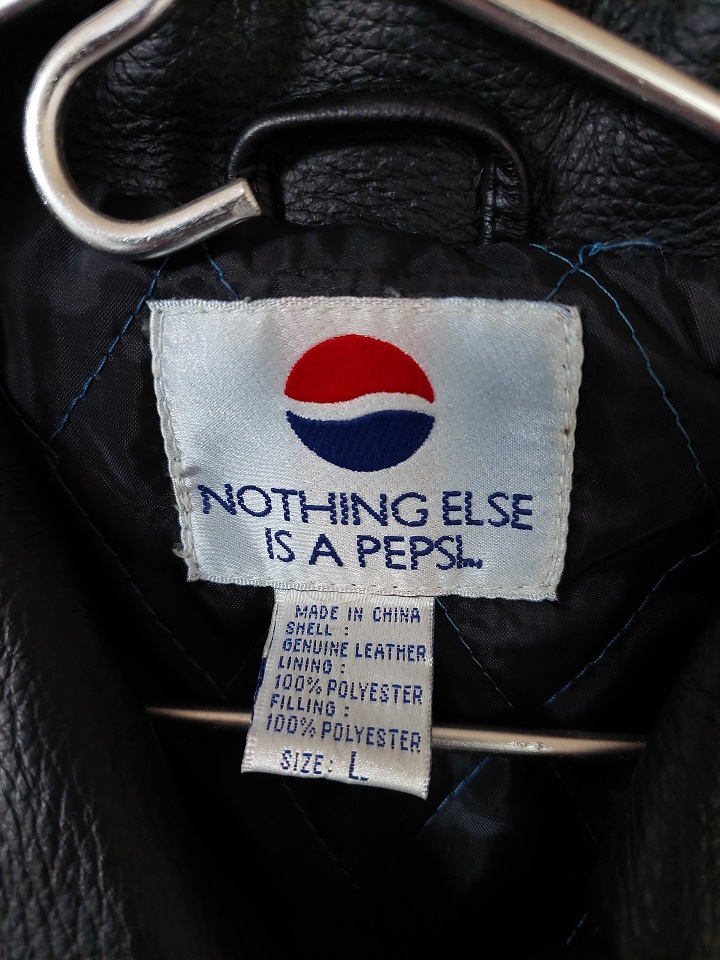 NOTHING ELSE
IS A PEPSI.
MADE IN CHINA
SHELL :
GENUINE LEATHER
LINING :
100% POLYESTER
FILLING :
100% POLYESTER
SIZE: L